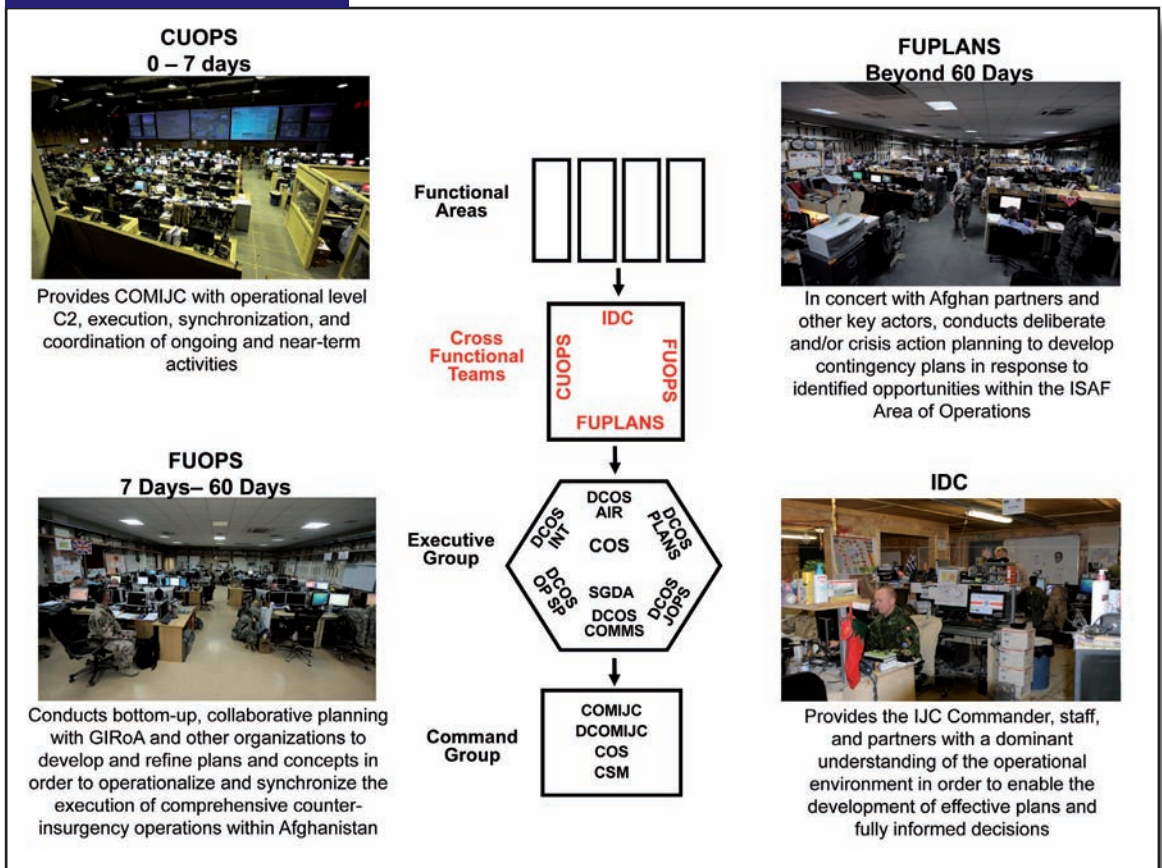 CUOPS
0 – 7 days
Provides COMIJC with operational level
C2, execution, synchronization, and
coordination of ongoing and near-term
activities
FUOPS
7 Days– 60 Days
Conducts bottom-up, collaborative planning
with GIRoA and other organizations to
develop and refine plans and concepts in
order to operationalize and synchronize the
execution of comprehensive counter-
insurgency operations within Afghanistan
Functional
Areas
Cross
Functional
Teams
IDC
CUOPS
FUOPS
FUPLANS
Executive
Group
DCOS
AIR
DCOS
INT
DCOS
PLANS
COS
DCOS
OP SP
SGDA
DCOS
JOPS
DCOS
COMMS
Command
Group
COMIJC
DCOMIJC
COS
CSM
FUPLANS
Beyond 60 Days
In concert with Afghan partners and
other key actors, conducts deliberate
and/or crisis action planning to develop
contingency plans in response to
identified opportunities within the ISAF
Area of Operations
IDC
Provides the IJC Commander, staff,
and partners with a dominant
understanding of the operational
environment in order to enable the
development of effective plans and
fully informed decisions